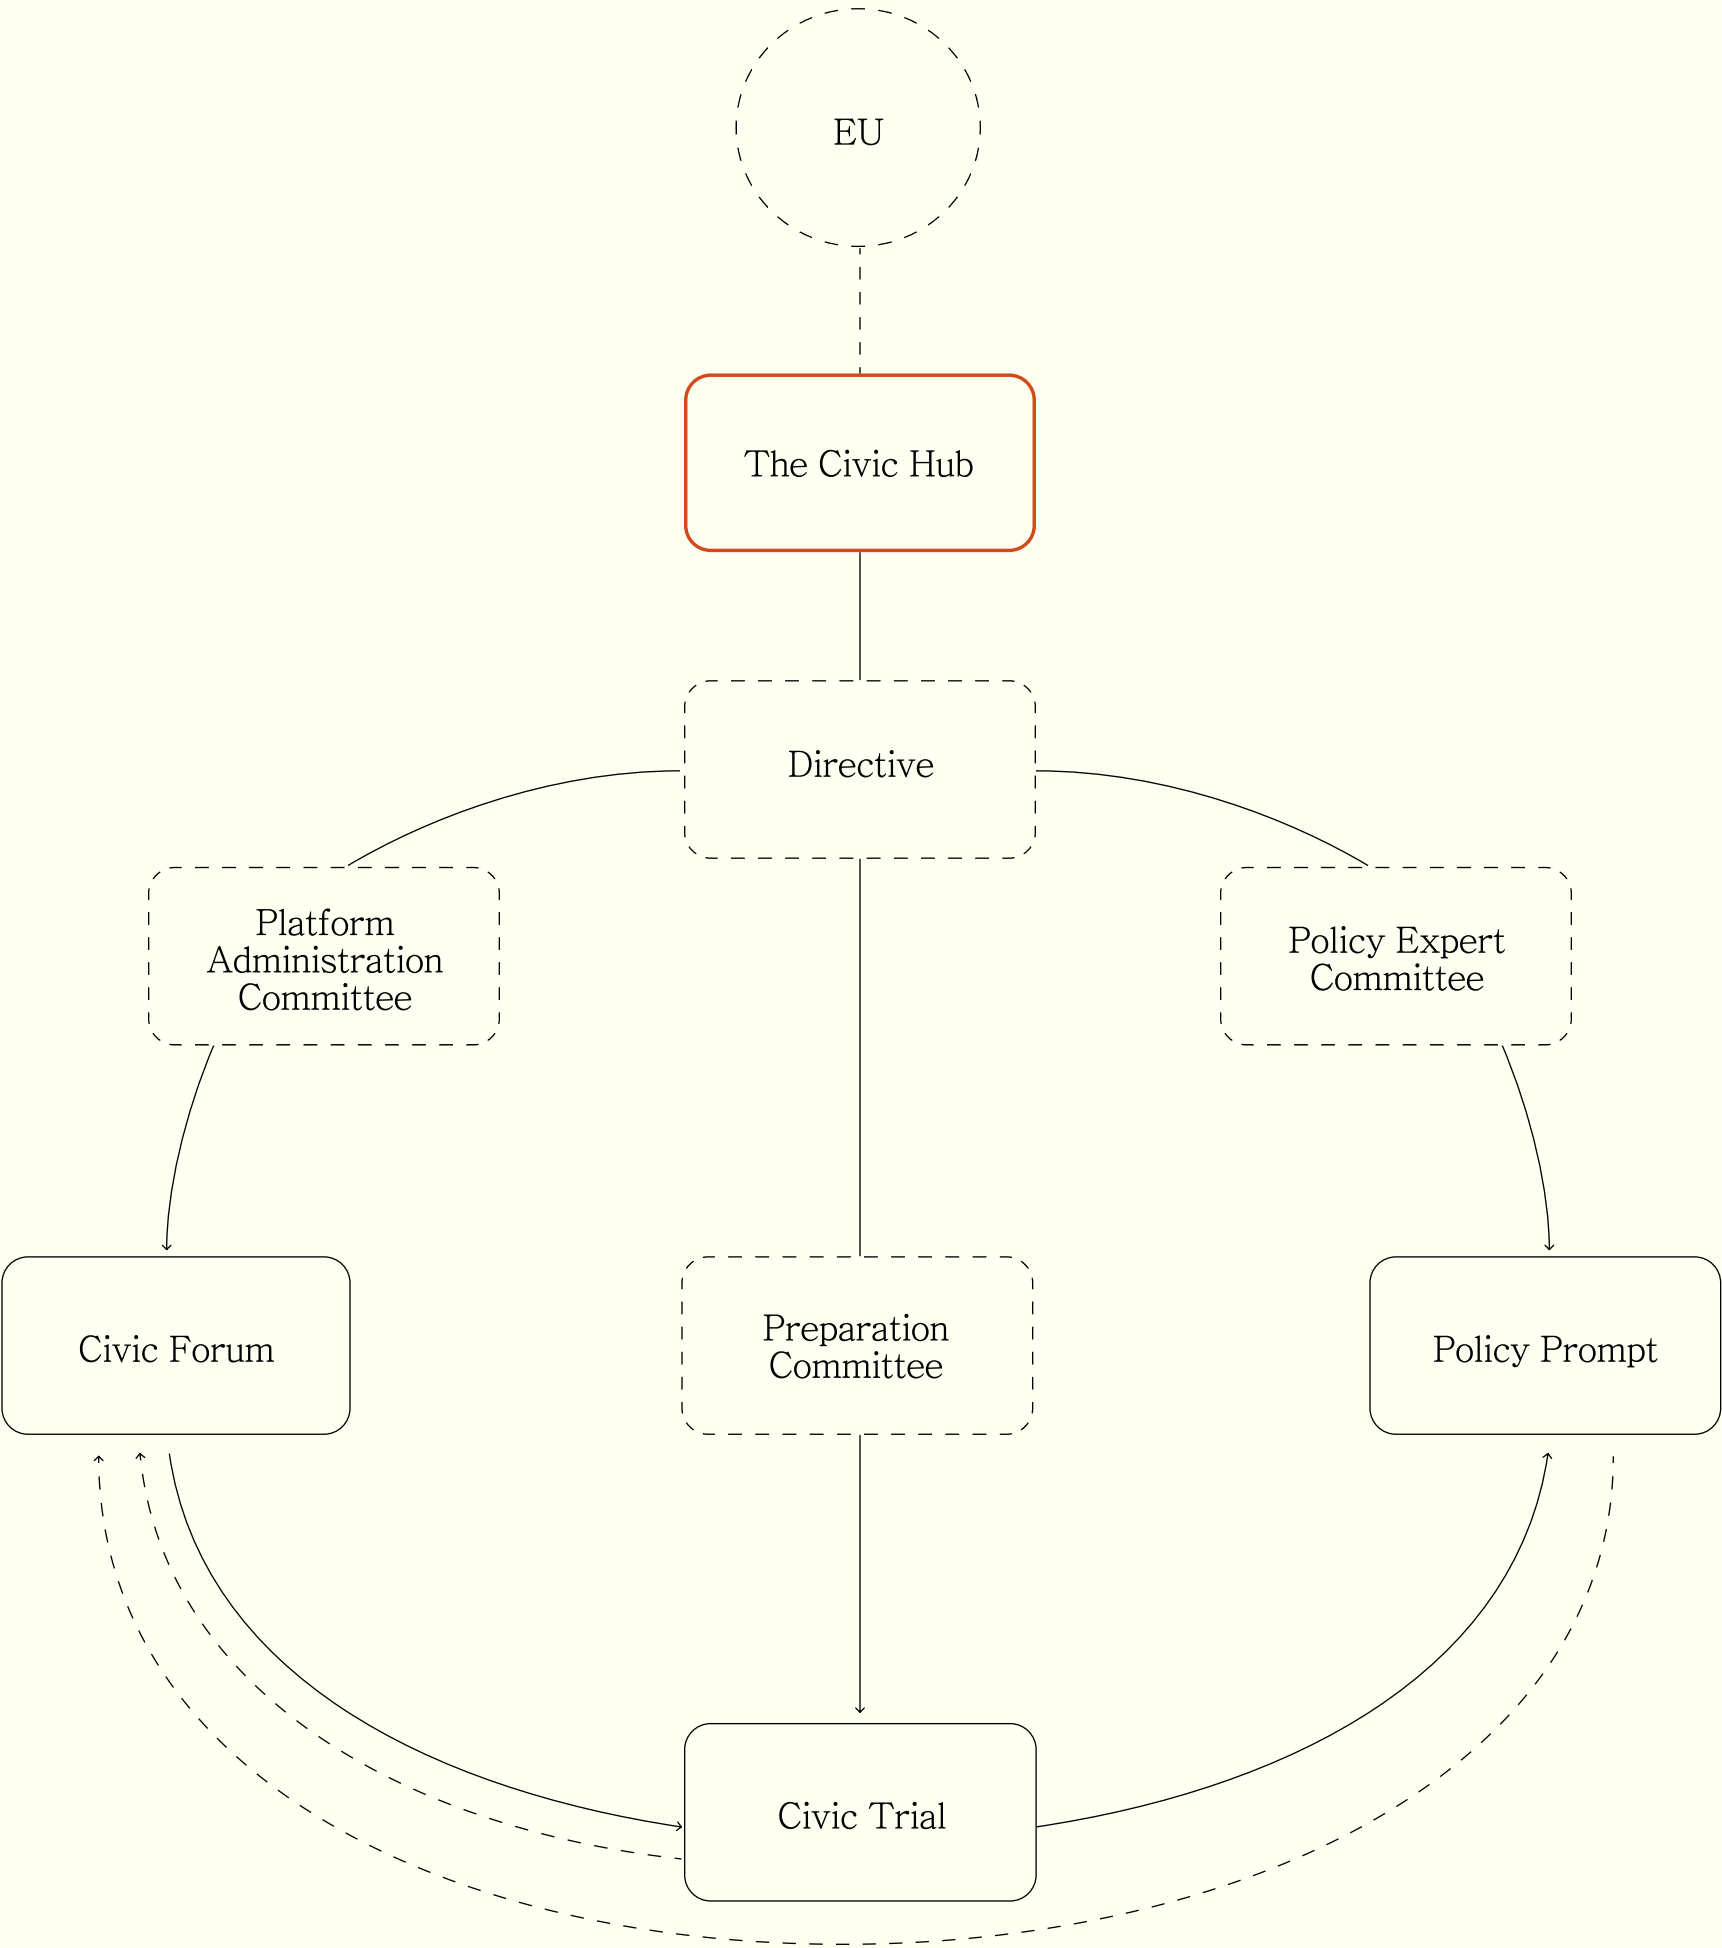 EU
The Civic Hub
Directive
Platform
Administration
Committee
Policy Expert
Committee
Civic Forum
Preparation
Committee
Policy Prompt
Civic Trial